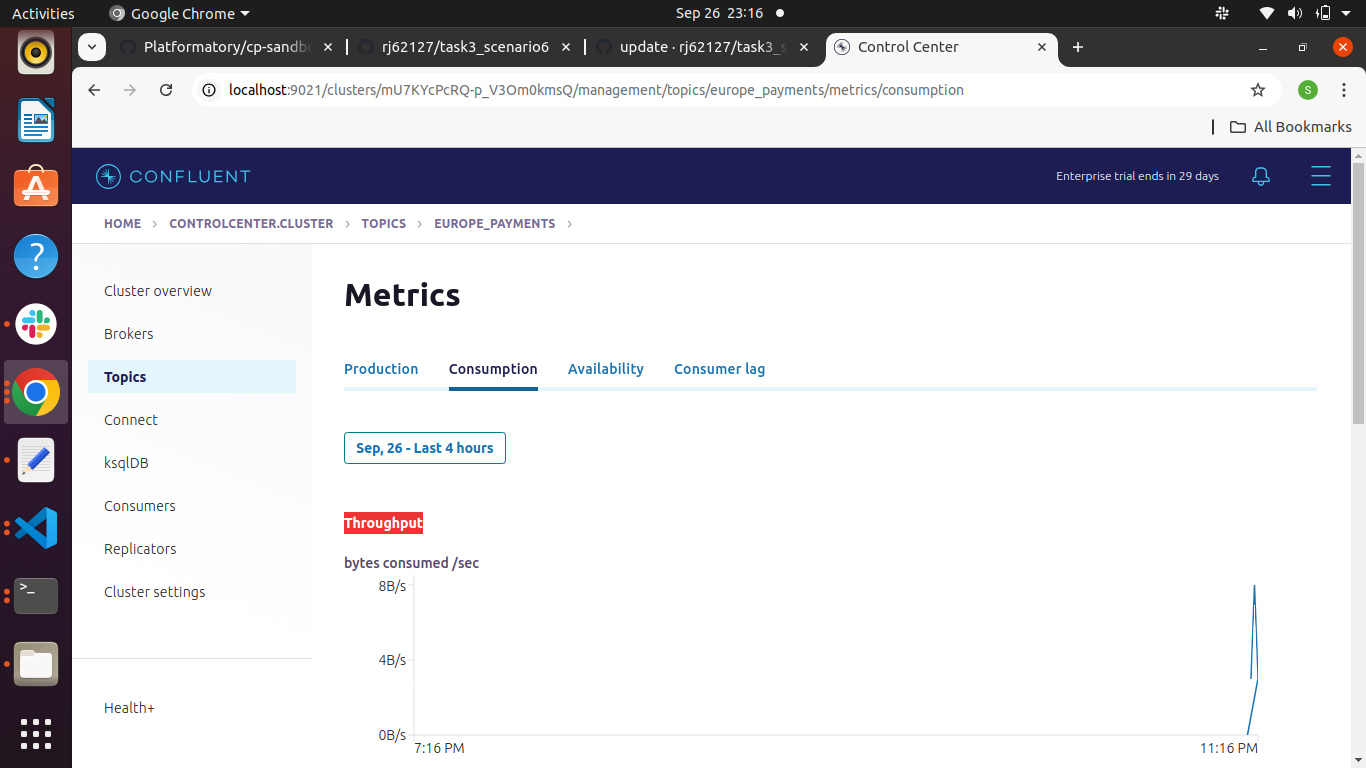 Activities
Google Chrome
Sep 26 23:16
Platformatory/cp-sandb
rj62127/task3_scenario6
update · rj62127/task3_s
Control Center
localhost:9021/clusters/mU7KYcPcRQ-p_V3Om0kmsQ/management/topics/europe_payments/metrics/consumption
S
All Bookmarks
CONFLUENT
Enterprise trial ends in 29 days
HOME > CONTROLCENTER.CLUSTER > TOPICS > EUROPE_PAYMENTS >
Cluster overview
Brokers
Topics
Connect
ksqlDB
Consumers
Replicators
Cluster settings
Health+
Metrics
Production Consumption Availability Consumer lag
Sep, 26 - Last 4 hours
Throughput
bytes consumed /sec
8B/s
4B/s
0B/s
7:16 PM 11:16 PM